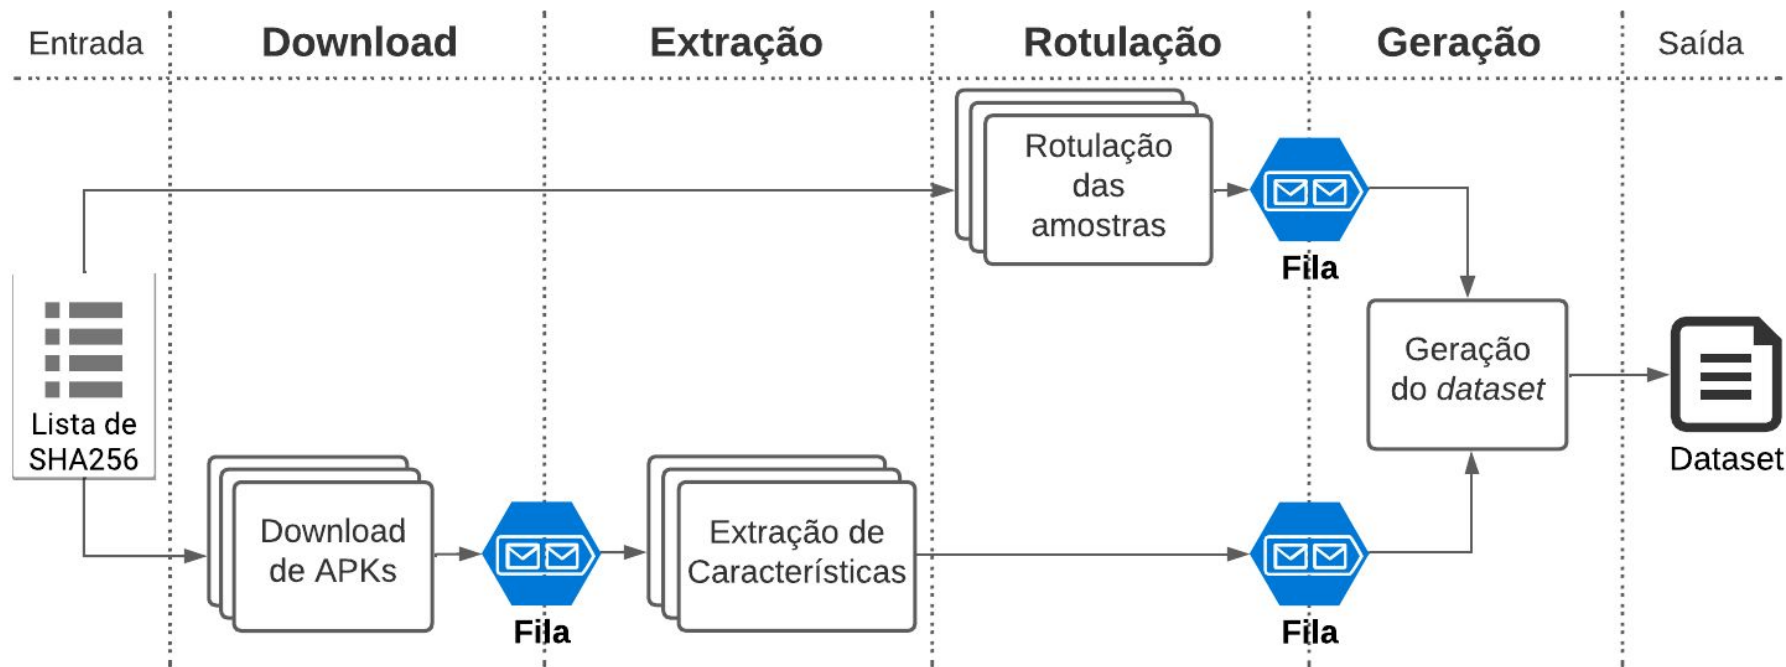 Entrada
Download
Extração
Rotulação
Geração
Saída
Rotulação
das
amostras
Fila
Lista de
SHA256
Geração
do dataset
Dataset
Download
de APKs
Fila
Extração de
Características
Fila